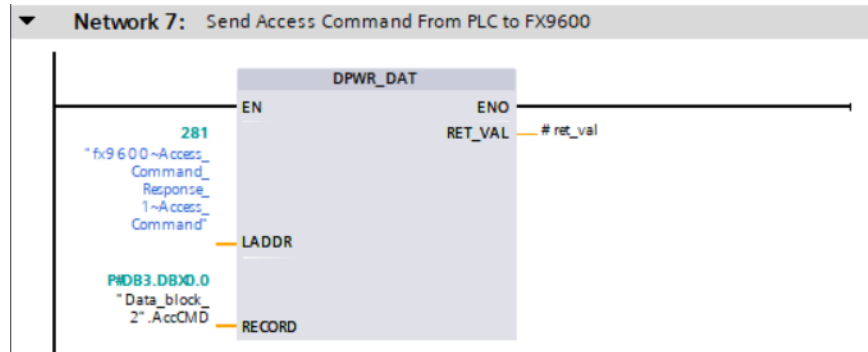 Network 7: Send Access Command From PLC to FX9600
DPWR_DAT
EN ENO
281 RET_VAL #ret_val
"fx9600~Access_
Command_
Response_
1~Access_
Command"
LADDR
P#DB3.DBX0.0
"Data_block_
2".AccCMD
RECORD